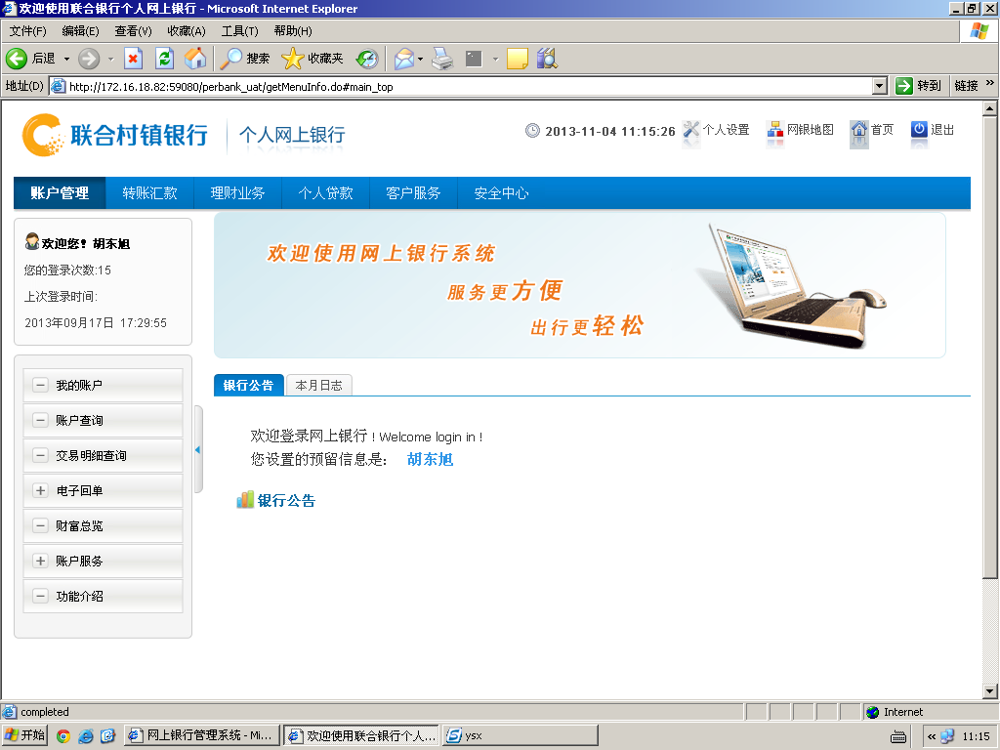 欢迎使用联合银行个人网上银行 - Microsoft Internet Explorer
文件(F) 编辑(E) 查看(V) 收藏(A) 工具(T) 帮助(H)
后退 搜索 收藏夹
地址(D) http://172.16.18.82:59080/perbank_uat/getMenuInfo.do#main_top 转到 链接 »
联合村镇银行 个人网上银行 2013-11-04 11:15:26 个人设置 网银地图 首页 退出
账户管理 转账汇款 理财业务 个人贷款 客户服务 安全中心
欢迎您！胡东旭
您的登录次数:15
上次登录时间:
2013年09月17日 17:29:55
我的账户
账户查询
交易明细查询
电子回单
财富总览
账户服务
功能介绍
欢迎使用网上银行系统
服务更方便
出行更轻松
银行公告 本月日志
欢迎登录网上银行 ! Welcome login in !
您设置的预留信息是： 胡东旭
银行公告
completed Internet
开始 网上银行管理系统 - Mi... 欢迎使用联合银行个人... ysx « 11:15